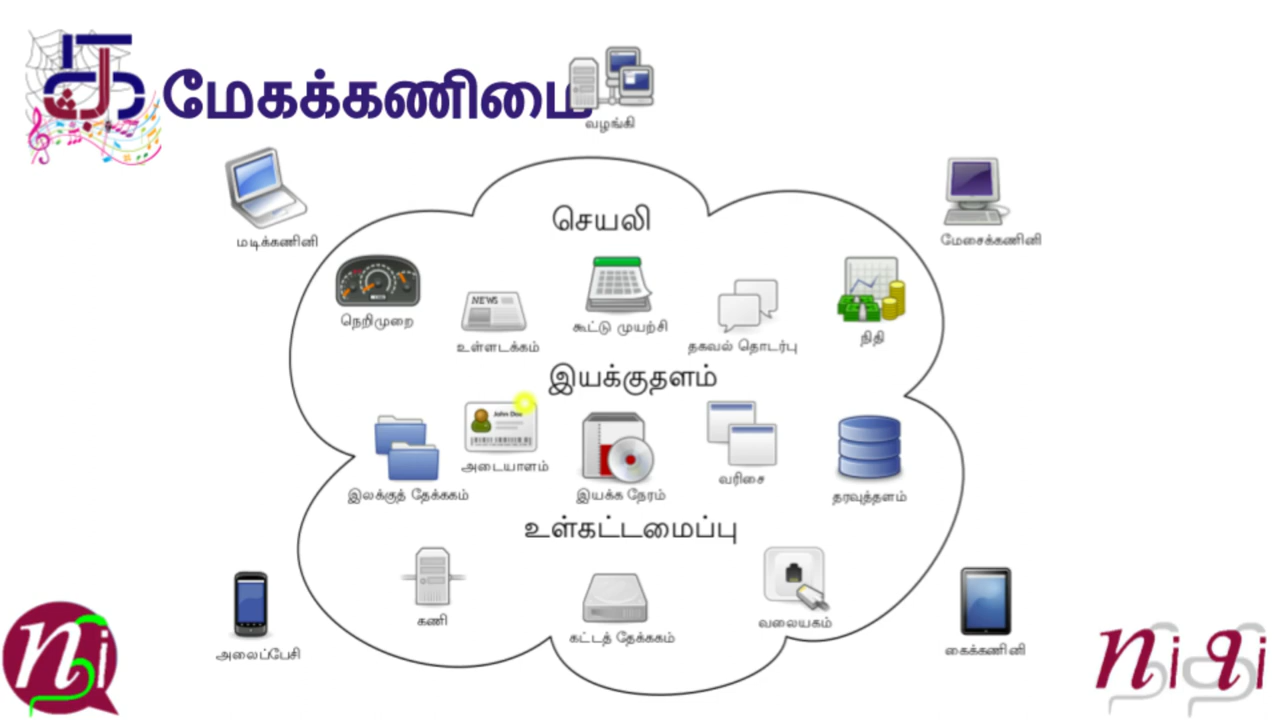 மேகக்கணிமை
வழங்கி
மடிக்கணினி
மேசைக்கணினி
செயலி
நெறிமுறை
NEWS
உள்ளடக்கம்
கூட்டு முயற்சி
தகவல் தொடர்பு
நிதி
இயக்குதளம்
John Doe
இலக்குத் தேக்ககம்
அடையாளம்
இயக்க நேரம்
வரிசை
தரவுத்தளம்
உள்கட்டமைப்பு
கணி
கட்டத் தேக்ககம்
வலையகம்
அலைப்பேசி
கைக்கணினி